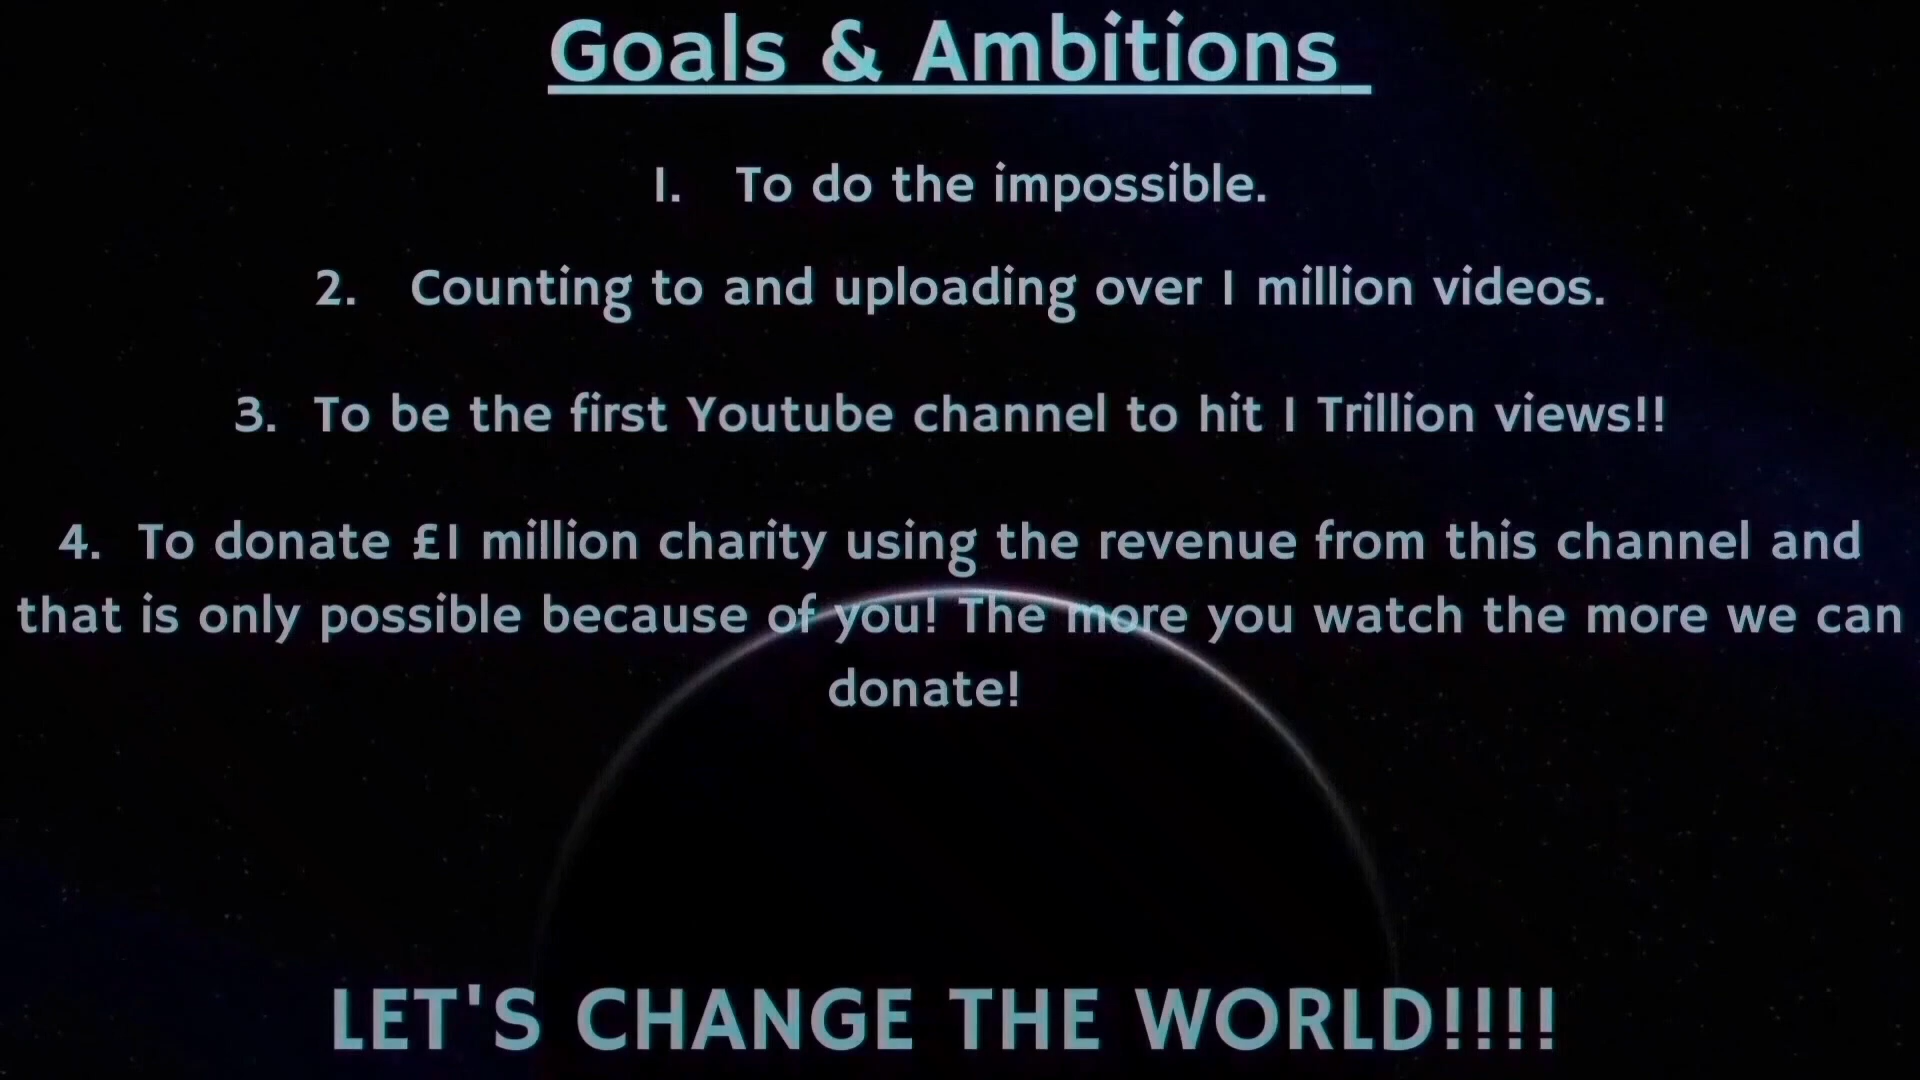 Goals & Ambitions
1. To do the impossible.
2. Counting to and uploading over 1 million videos.
3. To be the first Youtube channel to hit 1 Trillion views!!
4. To donate £1 million charity using the revenue from this channel and
that is only possible because of you! The more you watch the more we can
donate!
LET'S CHANGE THE WORLD!!!!